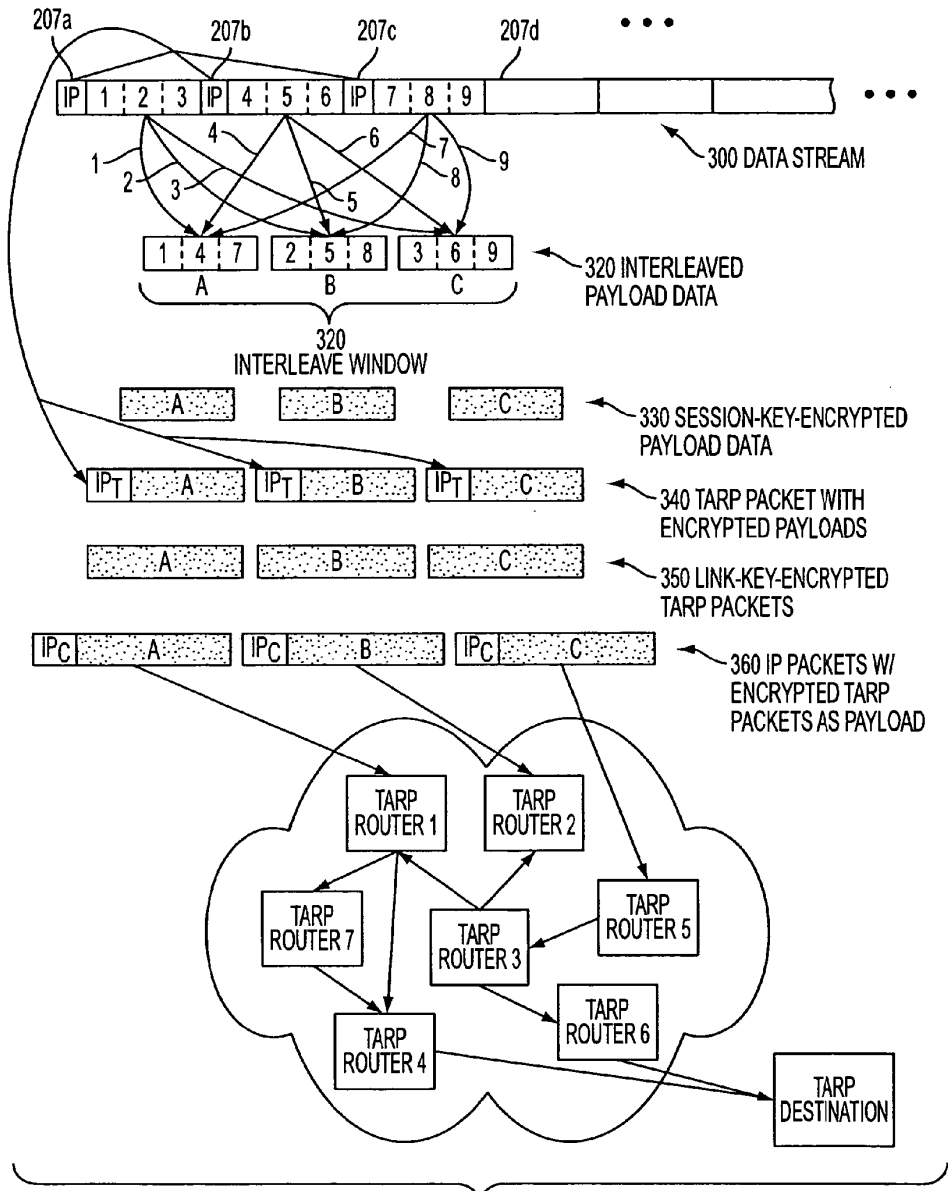 207a 207b 207c 207d
IP 1 2 3 IP 4 5 6 IP 7 8 9
300 DATA STREAM
1 2 3 4 5 6 7 8 9
1 4 7 2 5 8 3 6 9
A B C
320 INTERLEAVED
PAYLOAD DATA
320
INTERLEAVE WINDOW
A B C
330 SESSION-KEY-ENCRYPTED
PAYLOAD DATA
IPT A IPT B IPT C
340 TARP PACKET WITH
ENCRYPTED PAYLOADS
A B C
350 LINK-KEY-ENCRYPTED
TARP PACKETS
IPC A IPC B IPC C
360 IP PACKETS W/
ENCRYPTED TARP
PACKETS AS PAYLOAD
TARP
ROUTER 1
TARP
ROUTER 2
TARP
ROUTER 7
TARP
ROUTER 3
TARP
ROUTER 5
TARP
ROUTER 4
TARP
ROUTER 6
TARP
DESTINATION